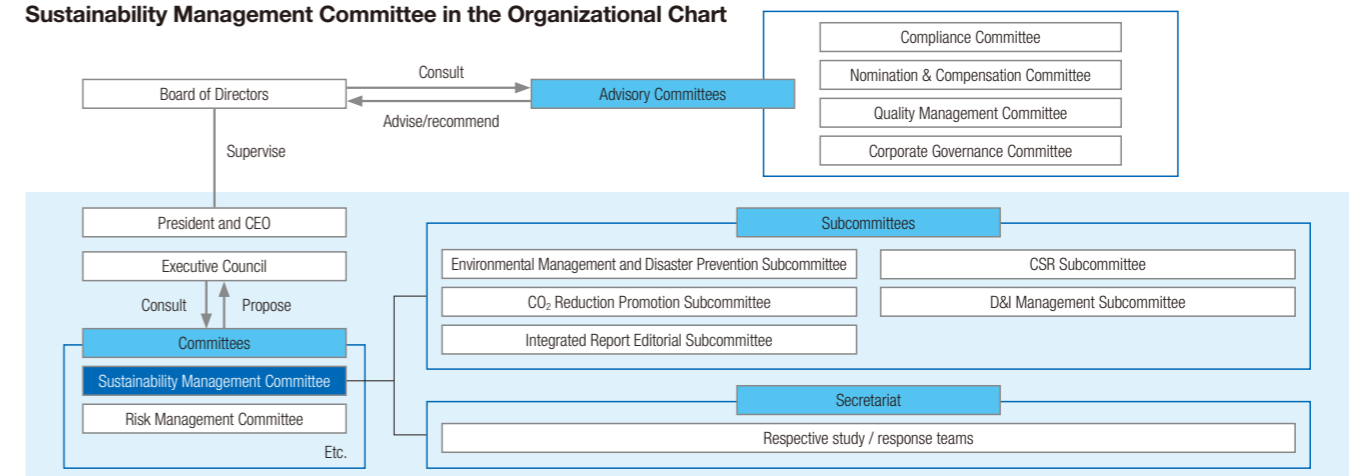 Sustainability Management Committee in the Organizational Chart
Board of Directors
Consult
Advise/recommend
Advisory Committees
Compliance Committee
Nomination & Compensation Committee
Quality Management Committee
Corporate Governance Committee
Supervise
President and CEO
Executive Council
Consult
Propose
Committees
Sustainability Management Committee
Risk Management Committee
Etc.
Subcommittees
Environmental Management and Disaster Prevention Subcommittee
CSR Subcommittee
CO₂ Reduction Promotion Subcommittee
D&I Management Subcommittee
Integrated Report Editorial Subcommittee
Secretariat
Respective study / response teams